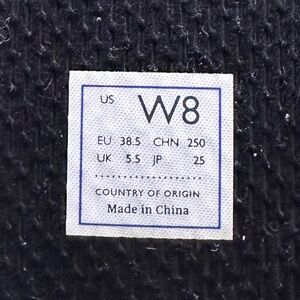 US W8
EU 38.5 CHN 250
UK 5.5 JP 25
COUNTRY OF ORIGIN
Made in China